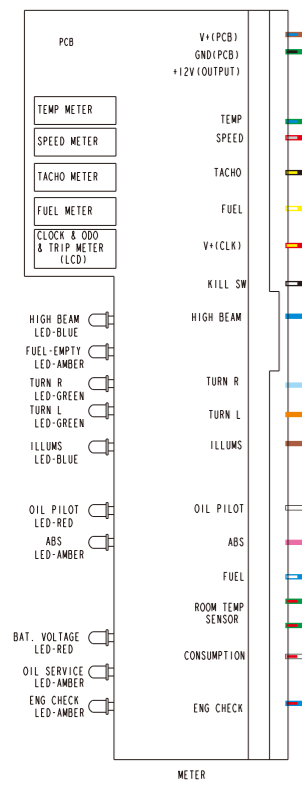 PCB
V+(PCB)
GND(PCB)
+12V(OUTPUT)
TEMP METER
SPEED METER
TACHO METER
FUEL METER
CLOCK & ODO
& TRIP METER
(LCD)
TEMP
SPEED
TACHO
FUEL
V+(CLK)
KILL SW
HIGH BEAM
LED-BLUE
FUEL-EMPTY
LED-AMBER
TURN R
LED-GREEN
TURN L
LED-GREEN
ILLUMS
LED-BLUE
OIL PILOT
LED-RED
ABS
LED-AMBER
BAT. VOLTAGE
LED-RED
OIL SERVICE
LED-AMBER
ENG CHECK
LED-AMBER
HIGH BEAM
TURN R
TURN L
ILLUMS
OIL PILOT
ABS
FUEL
ROOM TEMP
SENSOR
CONSUMPTION
ENG CHECK
METER